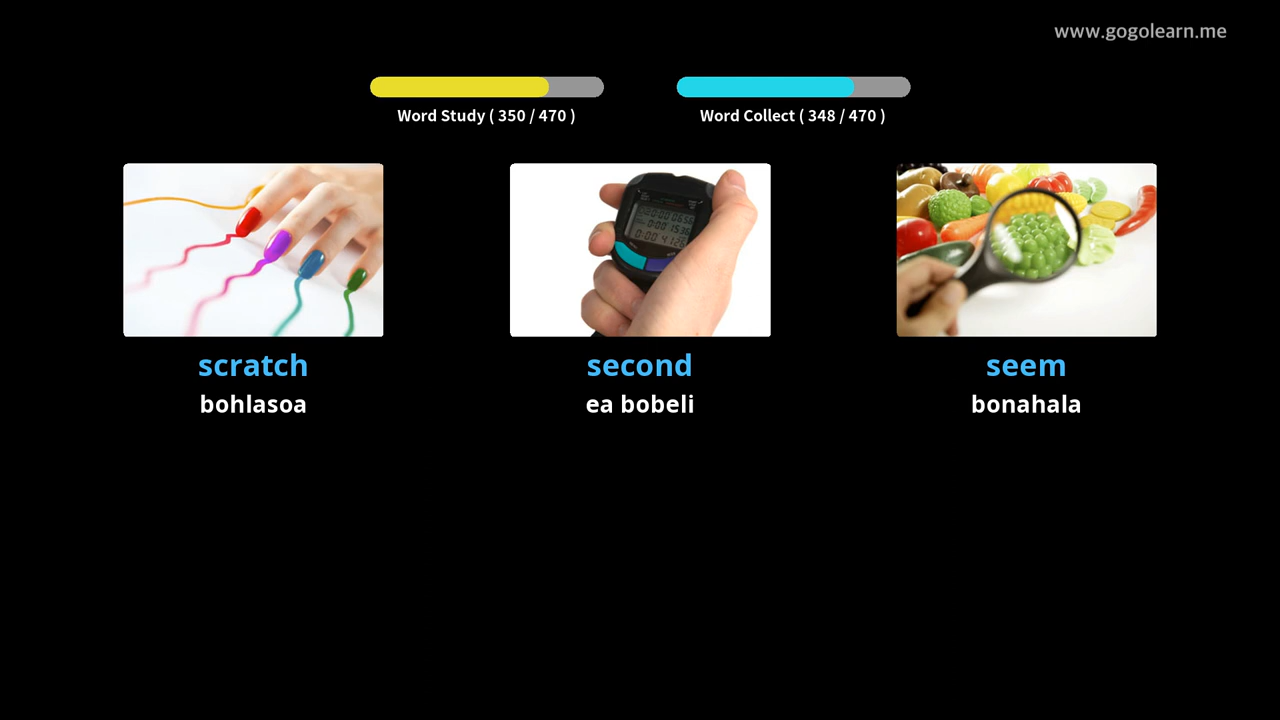 www.gogolearn.me
Word Study ( 350 / 470 )
Word Collect ( 348 / 470 )
scratch
bohlasoa
second
ea bobeli
seem
bonahala